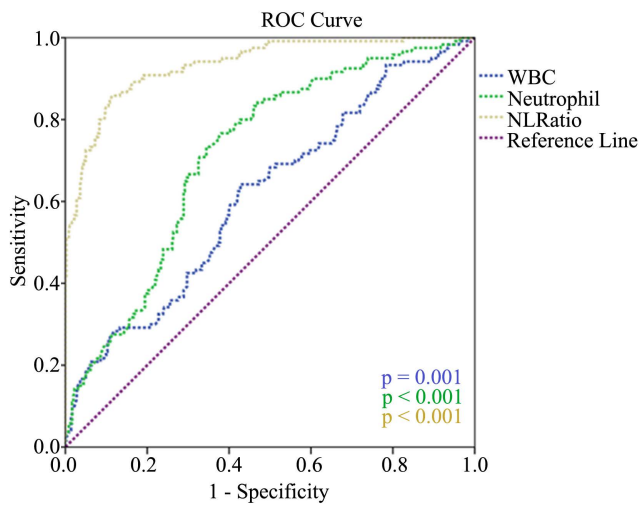 ROC Curve
1.0
0.8
0.6
0.4
0.2
0.0
Sensitivity
0.0 0.2 0.4 0.6 0.8 1.0
1 - Specificity
WBC
Neutrophil
NLRatio
Reference Line
p = 0.001
p < 0.001
p < 0.001